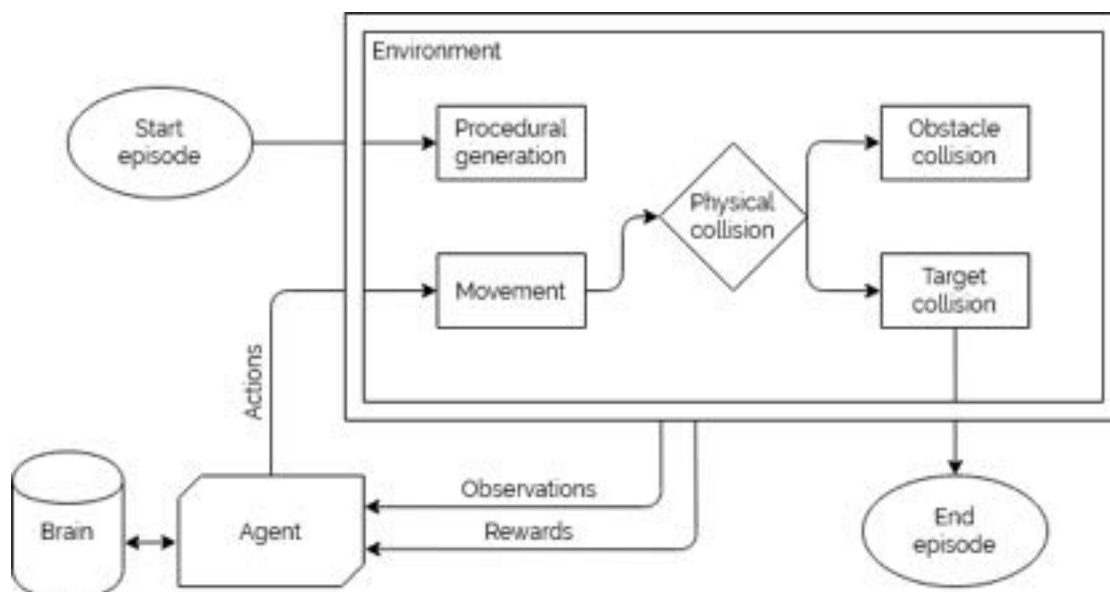 Environment
Start
episode
Procedural
generation
Obstacle
collision
Physical
collision
Movement
Target
collision
Actions
Observations
Brain
Agent
Rewards
End
episode